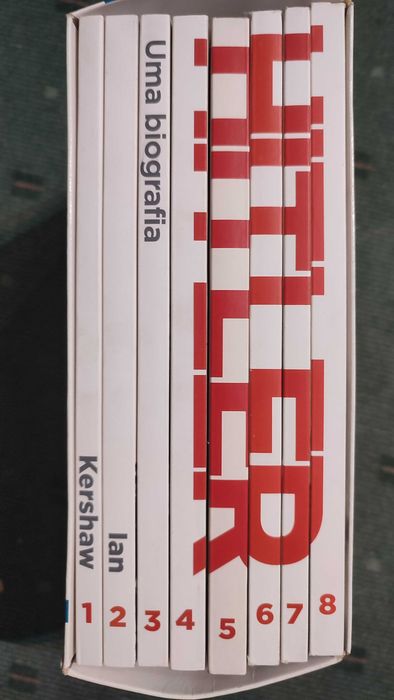 HITLER
Uma biografia
Ian
Kershaw
1 2 3 4 5 6 7 8